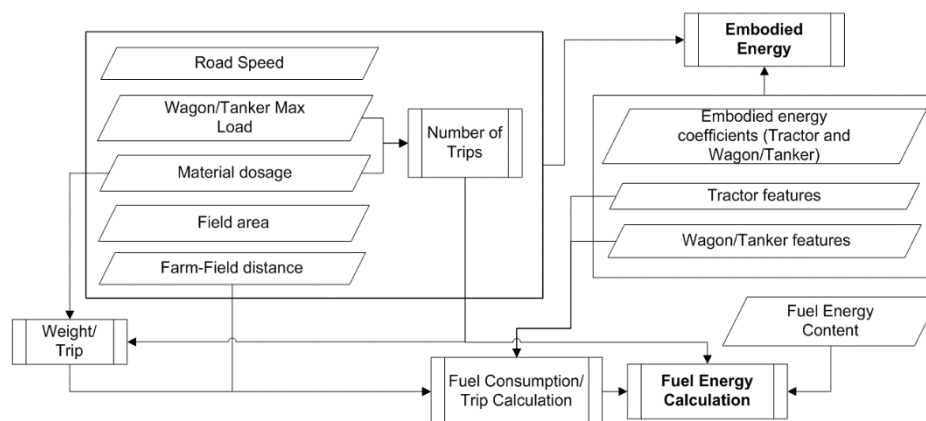 Embodied
Energy
Road Speed
Wagon/Tanker Max
Load
Number of
Trips
Embodied energy
coefficients (Tractor and
Wagon/Tanker)
Material dosage
Tractor features
Field area
Wagon/Tanker features
Farm-Field distance
Fuel Energy
Content
Weight/
Trip
Fuel Consumption/
Trip Calculation
Fuel Energy
Calculation